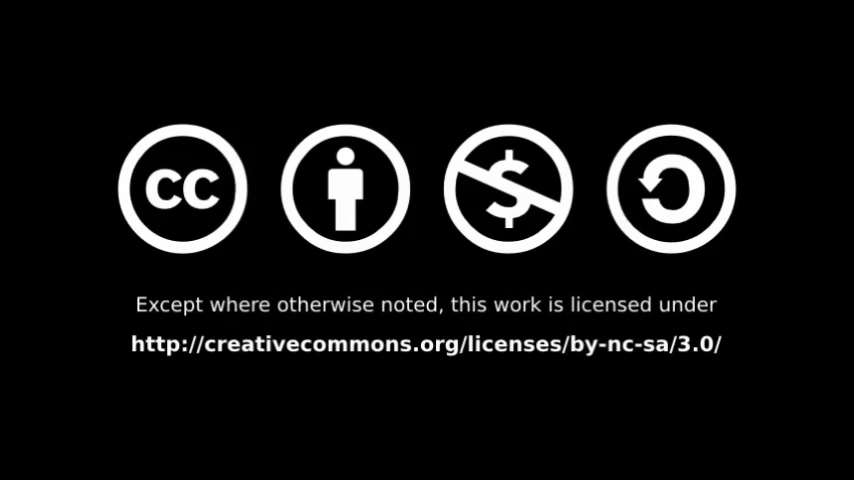 cc
Except where otherwise noted, this work is licensed under
http://creativecommons.org/licenses/by-nc-sa/3.0/